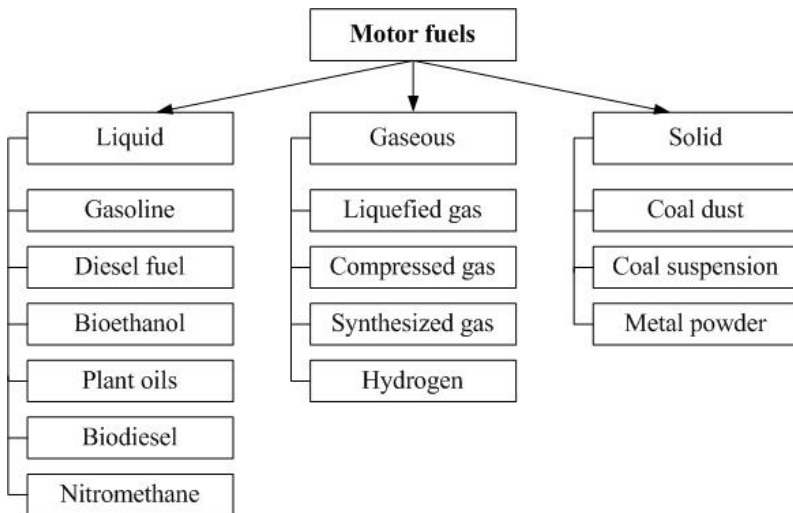 Motor fuels
Liquid
Gaseous
Solid
Gasoline
Liquefied gas
Coal dust
Diesel fuel
Compressed gas
Coal suspension
Bioethanol
Synthesized gas
Metal powder
Plant oils
Hydrogen
Biodiesel
Nitromethane